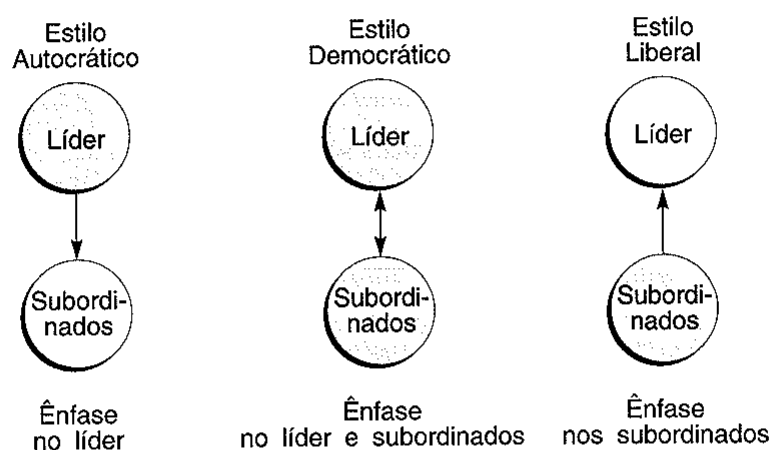 Estilo
Autocrático
Líder
Subordi-
nados
Ênfase
no líder
Estilo
Democrático
Líder
Subordi-
nados
Ênfase
no líder e subordinados
Estilo
Liberal
Líder
Subordi-
nados
Ênfase
nos subordinados